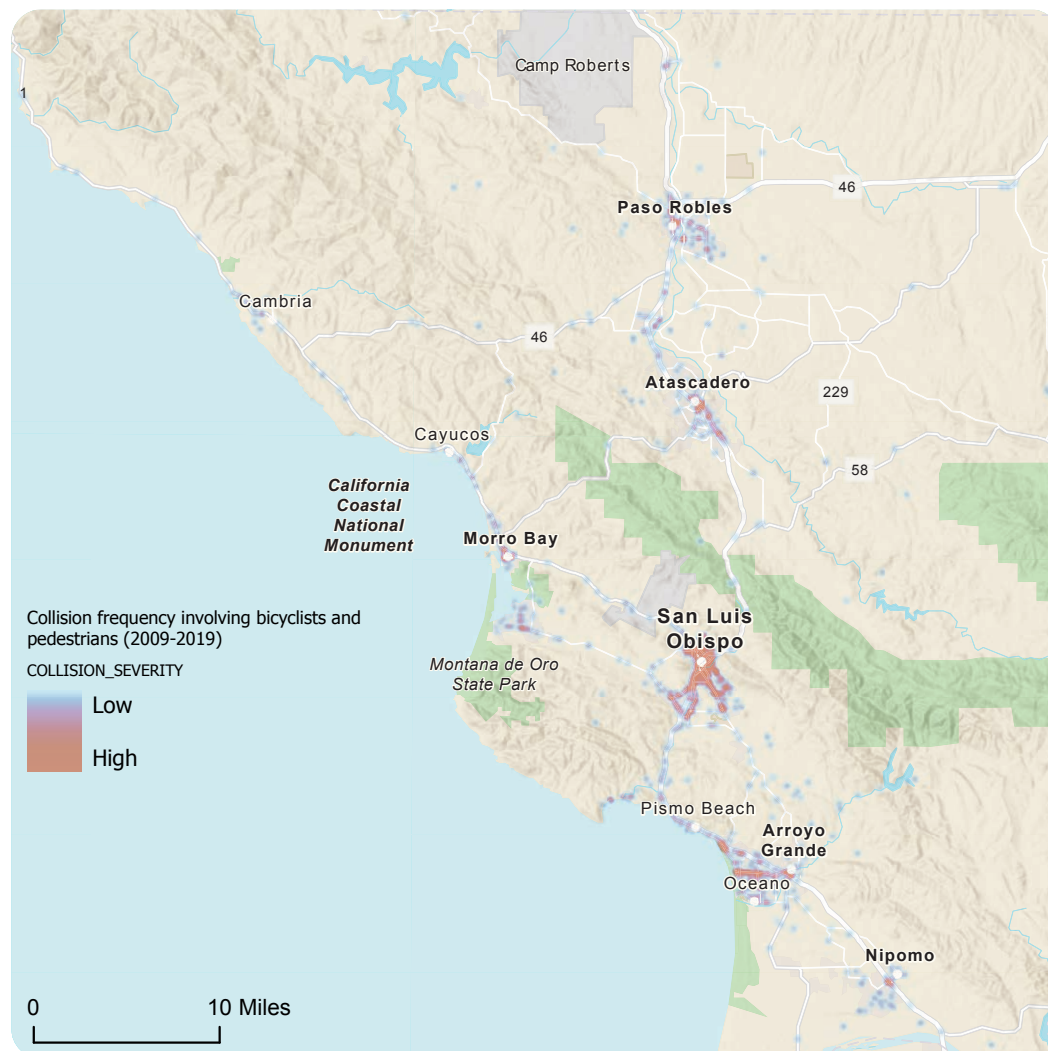 Camp Roberts
1
46
Paso Robles
Cambria
46
Atascadero
229
Cayucos
58
California
Coastal
National
Monument
Morro Bay
San Luis
Obispo
Collision frequency involving bicyclists and
pedestrians (2009-2019)
COLLISION_SEVERITY
Low
High
Montana de Oro
State Park
Pismo Beach
Arroyo
Grande
Oceano
Nipomo
0 10 Miles